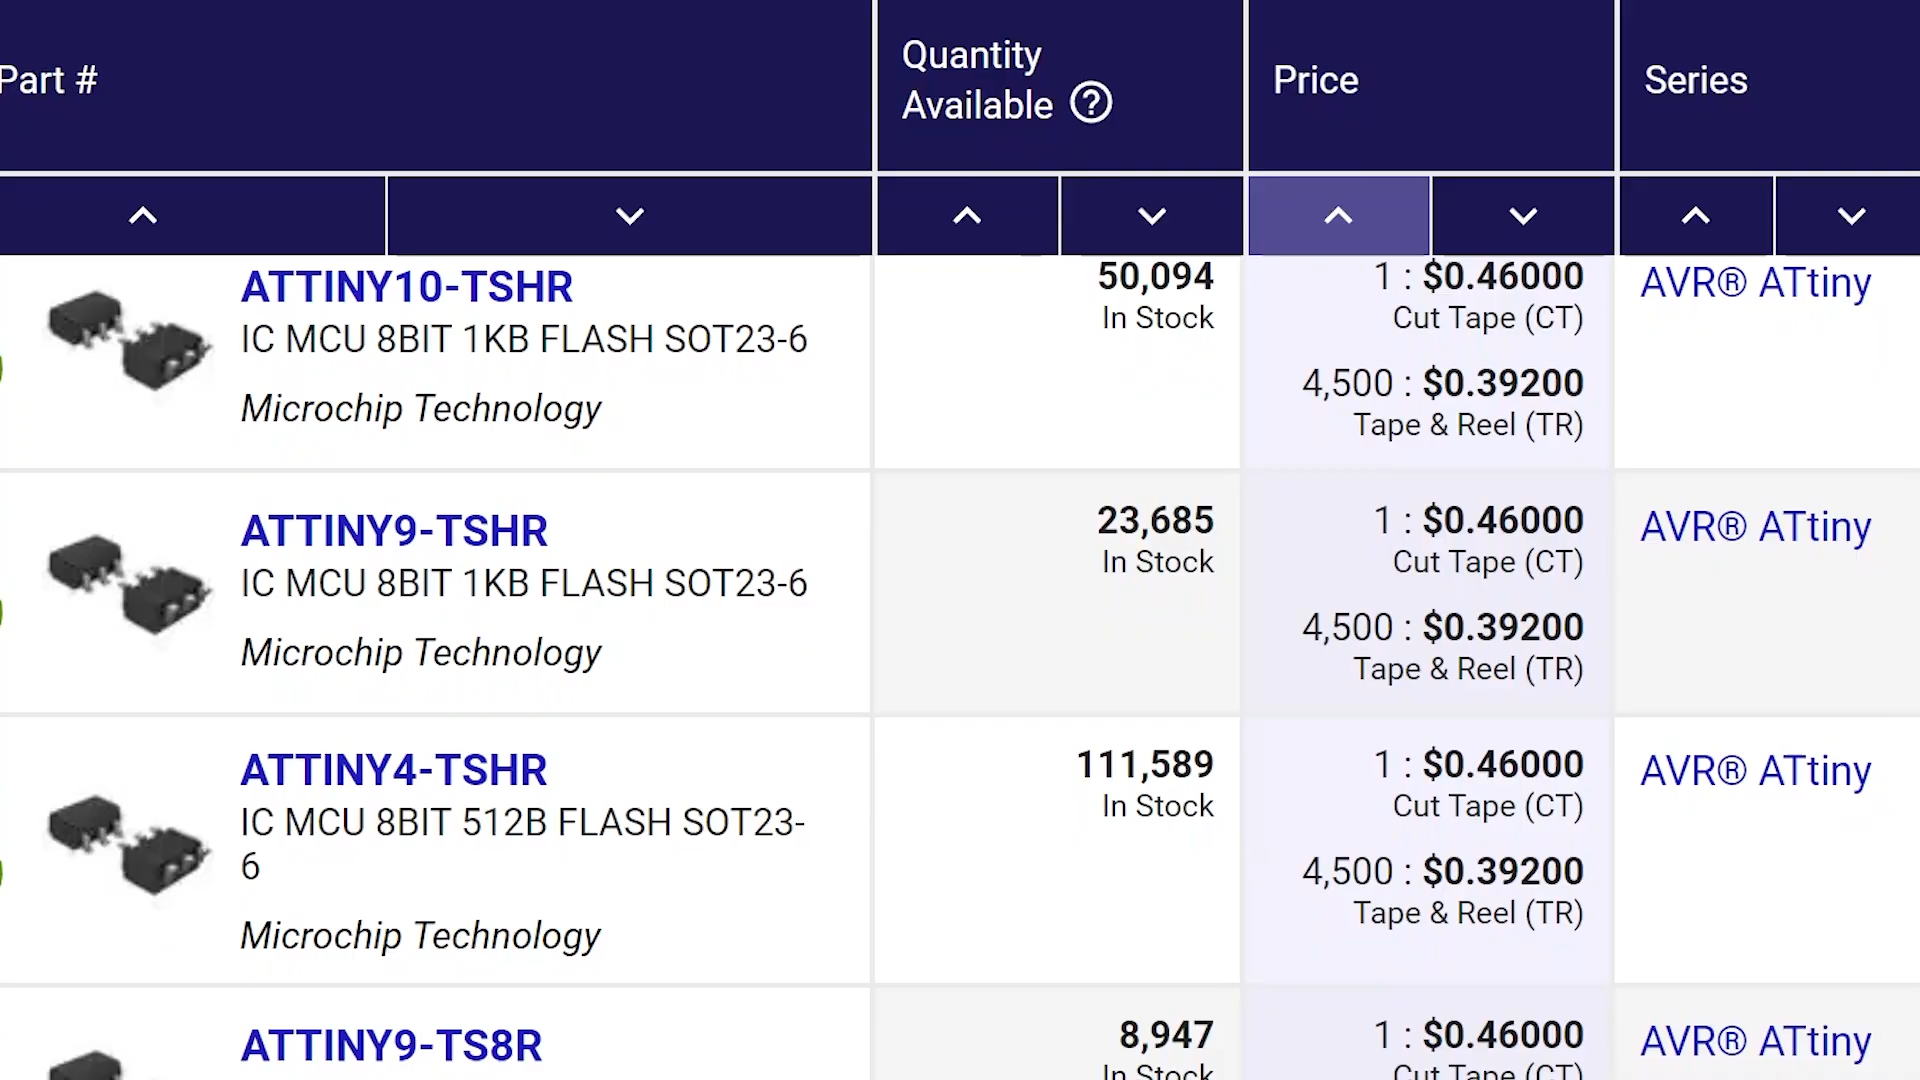 Part #
Quantity
Available ?
Price
Series
ATTINY10-TSHR
IC MCU 8BIT 1KB FLASH SOT23-6
Microchip Technology
50,094
In Stock
1 : $0.46000
Cut Tape (CT)
4,500 : $0.39200
Tape & Reel (TR)
AVR® ATtiny
ATTINY9-TSHR
IC MCU 8BIT 1KB FLASH SOT23-6
Microchip Technology
23,685
In Stock
1 : $0.46000
Cut Tape (CT)
4,500 : $0.39200
Tape & Reel (TR)
AVR® ATtiny
ATTINY4-TSHR
IC MCU 8BIT 512B FLASH SOT23-
6
Microchip Technology
111,589
In Stock
1 : $0.46000
Cut Tape (CT)
4,500 : $0.39200
Tape & Reel (TR)
AVR® ATtiny
ATTINY9-TS8R
8,947
In Stock
1 : $0.46000
Cut Tape (CT)
AVR® ATtiny